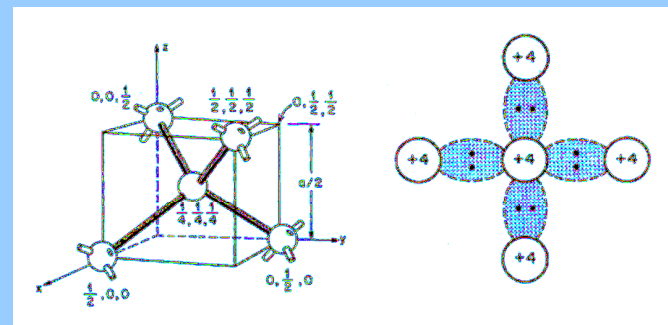 z
0,0,1/2
1/2,1/2,1/2
0,1/2,1/2
a/2
1/4,1/4,1/4
y
x
1/2,0,0
0,1/2,0
+4
+4
+4
+4
+4